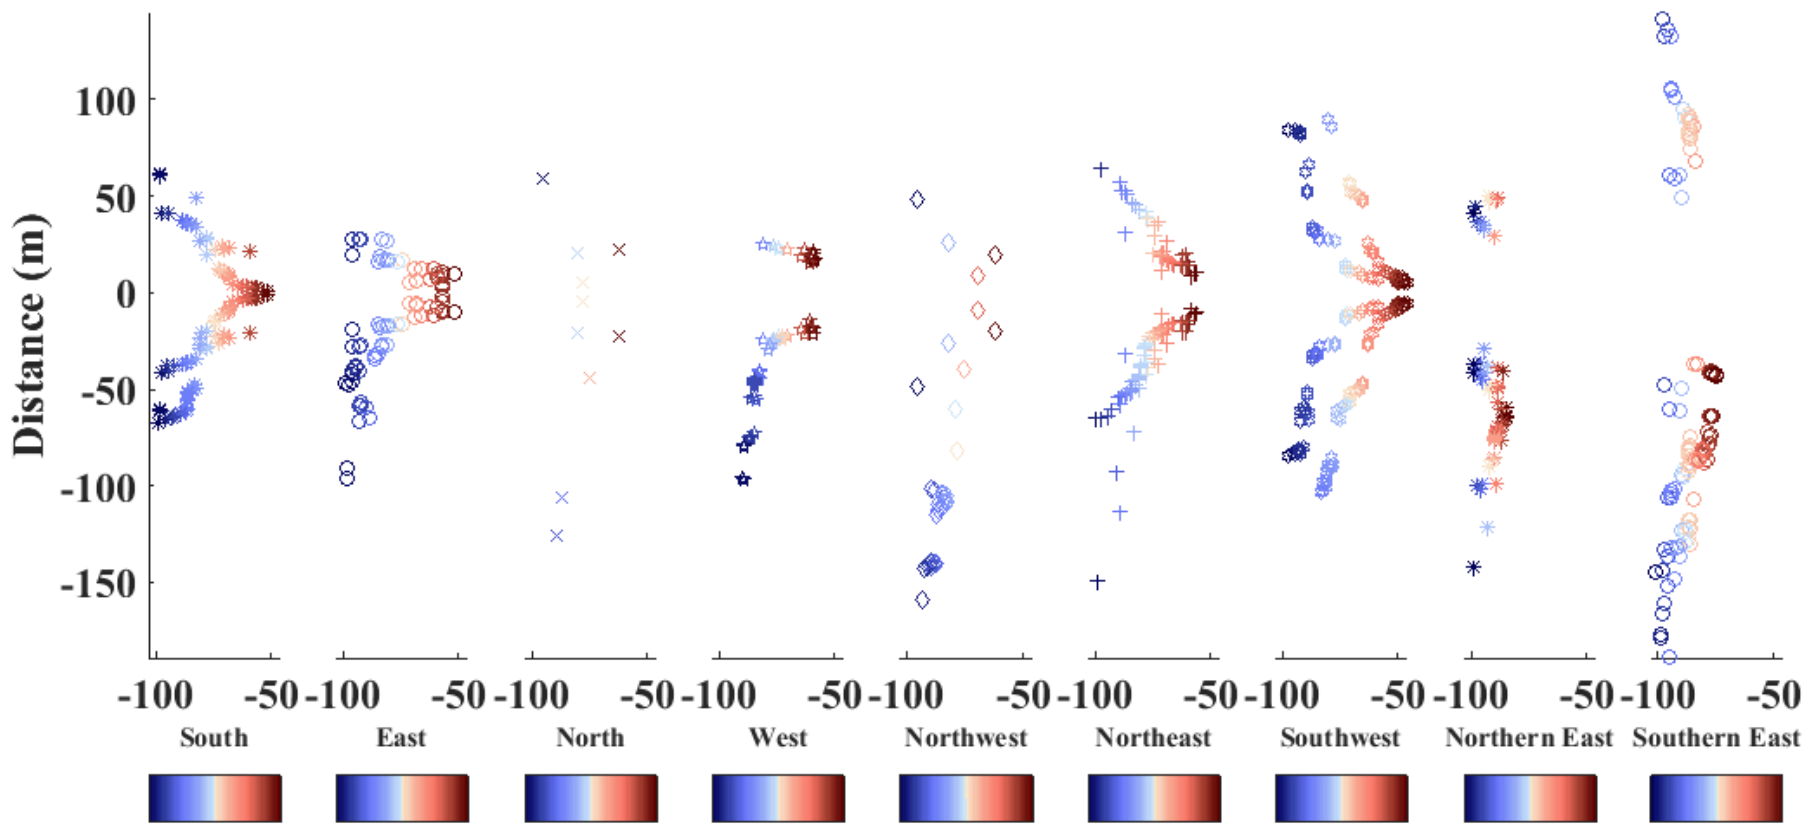 Distance (m)
100
50
0
-50
-100
-150
-100 -50 -100 -50 -100 -50 -100 -50 -100 -50 -100 -50 -100 -50 -100 -50 -100 -50
South East North West Northwest Northeast Southwest Northern East Southern East